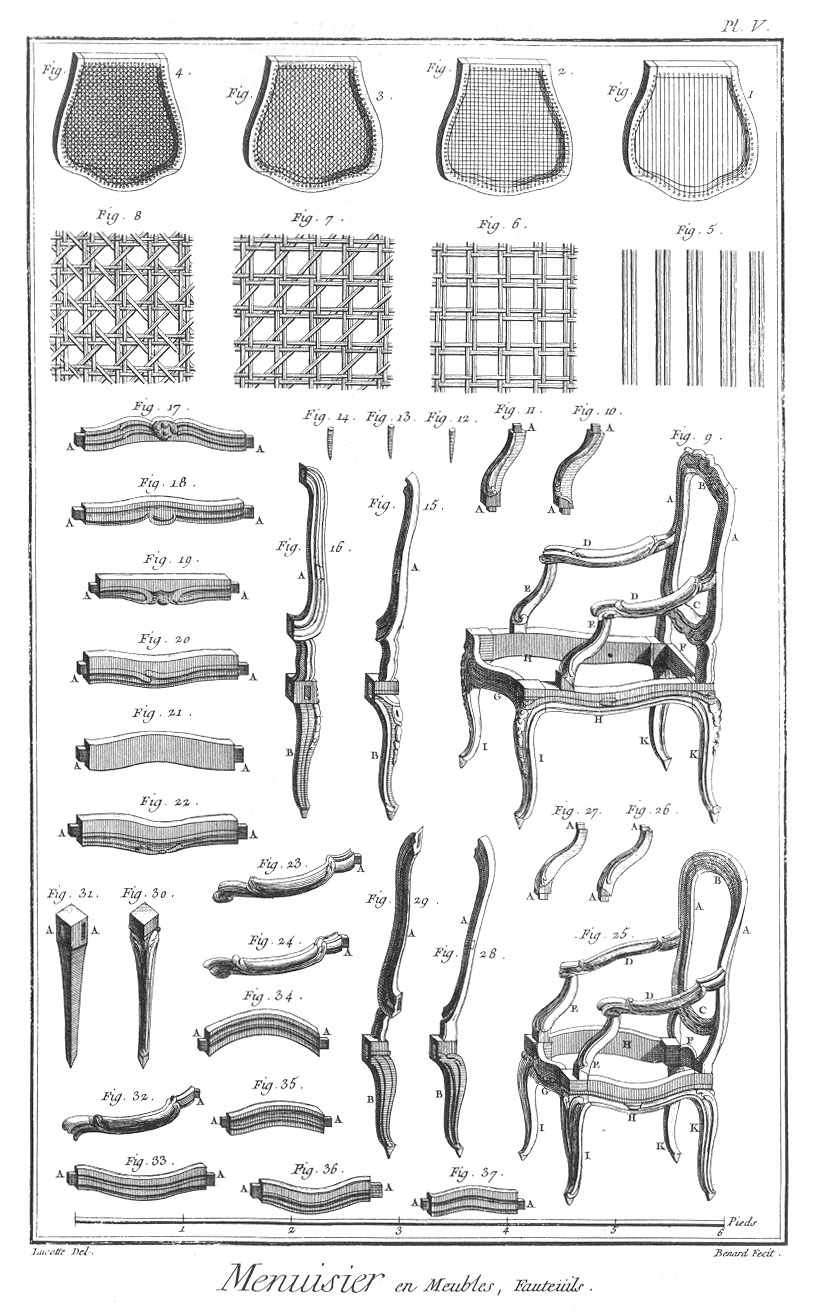 Pl. V.
Fig. 4.
Fig. 3.
Fig. 2.
Fig. 1
Fig. 8
Fig. 7.
Fig. 6.
Fig. 5.
Fig. 17
A A
Fig. 14.
Fig. 13.
Fig. 12.
Fig. 11.
A
A
Fig. 10.
A
A
Fig. 9.
B
A
A
D
E
D
E
C
F
H
G
H
I
I
K
K
Fig. 18.
A A
Fig. 16.
A
B
Fig. 15.
A
B
Fig. 19.
A A
Fig. 20
A A
Fig. 21.
A A
Fig. 22.
A A
Fig. 27.
A
A
Fig. 26.
A
A
Fig. 23.
A
Fig. 31.
A A
Fig. 30.
Fig. 29
A
B
Fig. 28.
A
B
Fig. 25.
B
A
A
D
D
E
C
H
F
E
G
H
I
I
K
K
Fig. 24.
A
Fig. 34.
A A
Fig. 32.
A
Fig. 35.
A A
Fig. 33.
A A
Fig. 36.
A A
Fig. 37.
A A
1 2 3 4 5 6 Pieds
Lucotte Del.
Benard Fecit.
Menuisier en Meubles, Fauteüils.